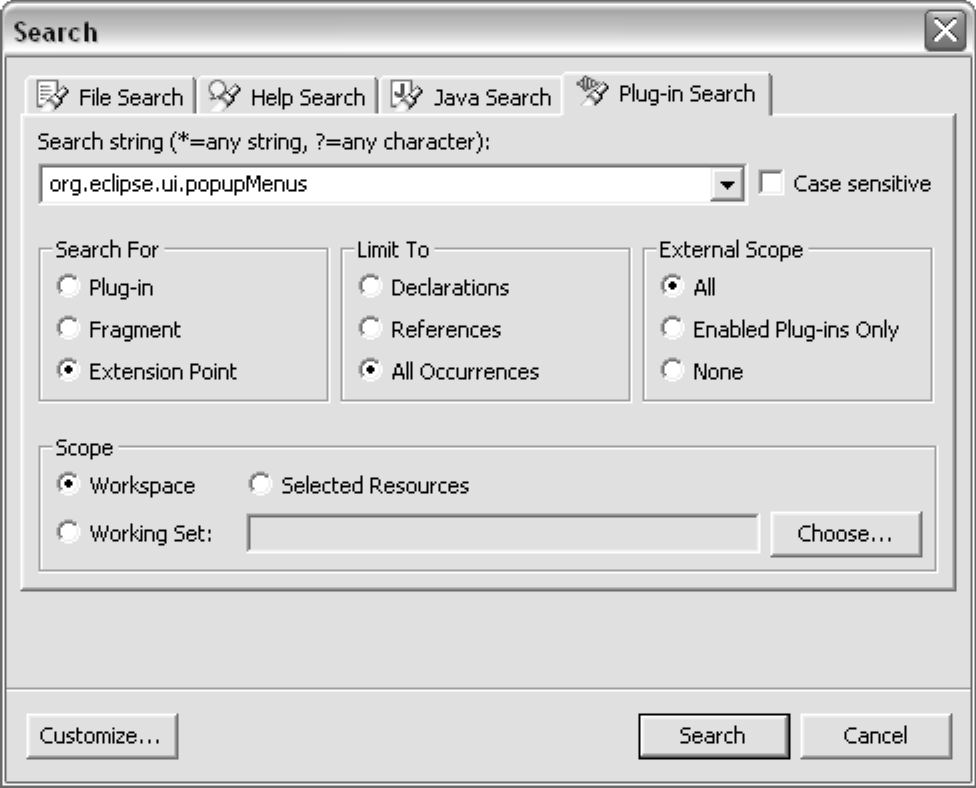 Search
File Search Help Search Java Search Plug-in Search
Search string (*=any string, ?=any character):
org.eclipse.ui.popupMenus Case sensitive
Search For Limit To External Scope
Plug-in Declarations All
Fragment References Enabled Plug-ins Only
Extension Point All Occurrences None
Scope
Workspace Selected Resources
Working Set: Choose...
Customize... Search Cancel